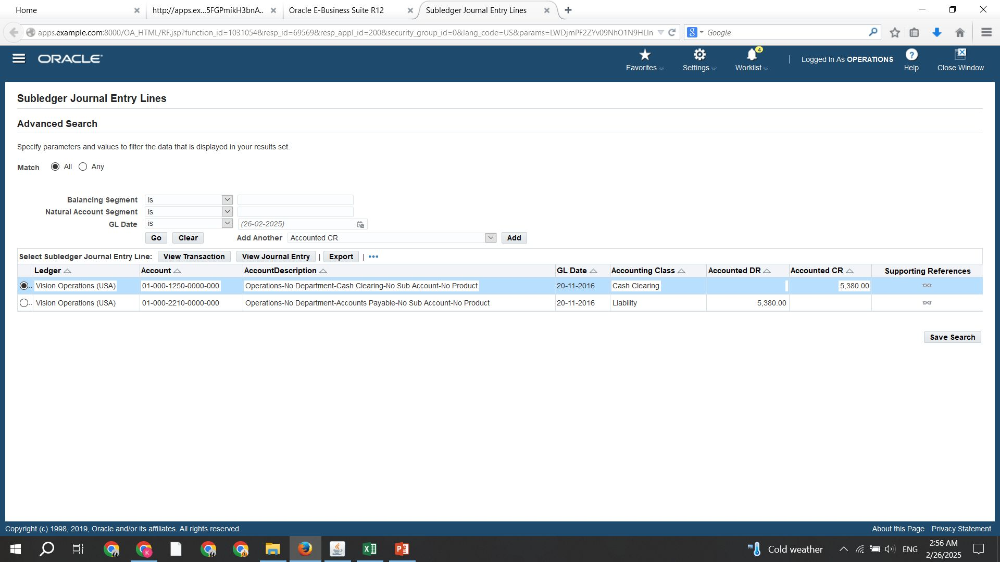 Home
http://apps.ex...5FGPmikH3bnA..
Oracle E-Business Suite R12
Subledger Journal Entry Lines
apps.example.com:8000/OA_HTML/RF.jsp?function_id=1031054&resp_id=69569&resp_appl_id=200&security_group_id=0&lang_code=US&params=LWDjmPF2ZYv09NhO1N9HLIn
Google
ORACLE
Favorites
Settings
4
Worklist
Logged In As OPERATIONS
Help
Close Window
Subledger Journal Entry Lines
Advanced Search
Specify parameters and values to filter the data that is displayed in your results set.
Match All Any
Balancing Segment is
Natural Account Segment is
GL Date is (26-02-2025)
Go Clear Add Another Accounted CR Add
Select Subledger Journal Entry Line: View Transaction View Journal Entry | Export | •••
Ledger Account AccountDescription GL Date Accounting Class Accounted DR Accounted CR Supporting References
Vision Operations (USA) 01-000-1250-0000-000 Operations-No Department-Cash Clearing-No Sub Account-No Product 20-11-2016 Cash Clearing 5,380.00
Vision Operations (USA) 01-000-2210-0000-000 Operations-No Department-Accounts Payable-No Sub Account-No Product 20-11-2016 Liability 5,380.00
Save Search
Copyright (c) 1998, 2019, Oracle and/or its affiliates. All rights reserved.
About this Page Privacy Statement
Cold weather
ENG
2:56 AM
2/26/2025